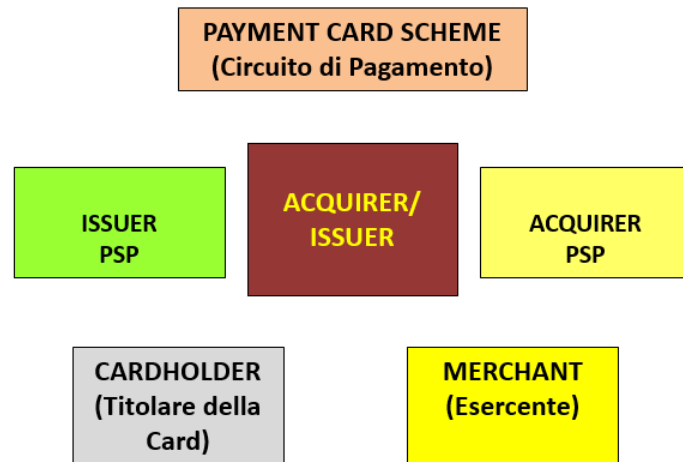 PAYMENT CARD SCHEME
(Circuito di Pagamento)
ISSUER
PSP
ACQUIRER/
ISSUER
ACQUIRER
PSP
CARDHOLDER
(Titolare della
Card)
MERCHANT
(Esercente)